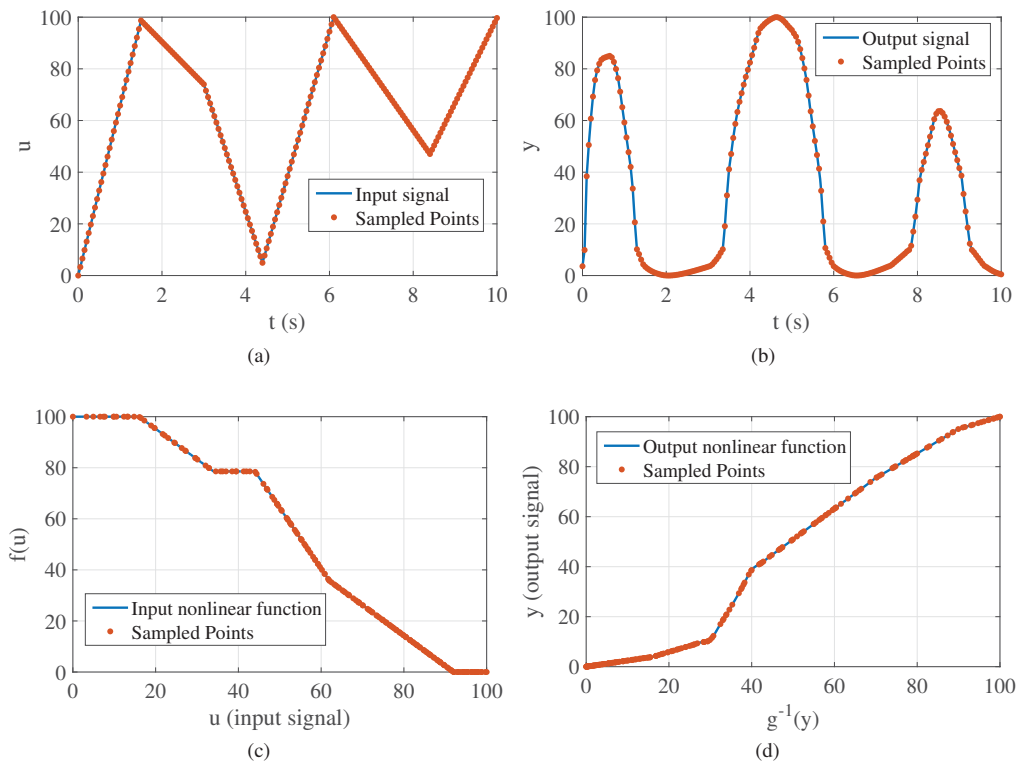 100
80
60
40
20
0
u
Input signal
Sampled Points
0 2 4 6 8 10
t (s)
(a)
100
80
60
40
20
0
y
Output signal
Sampled Points
0 2 4 6 8 10
t (s)
(b)
100
80
60
40
20
0
f(u)
Input nonlinear function
Sampled Points
0 20 40 60 80 100
u (input signal)
(c)
100
80
60
40
20
0
y (output signal)
Output nonlinear function
Sampled Points
0 20 40 60 80 100
g⁻¹(y)
(d)